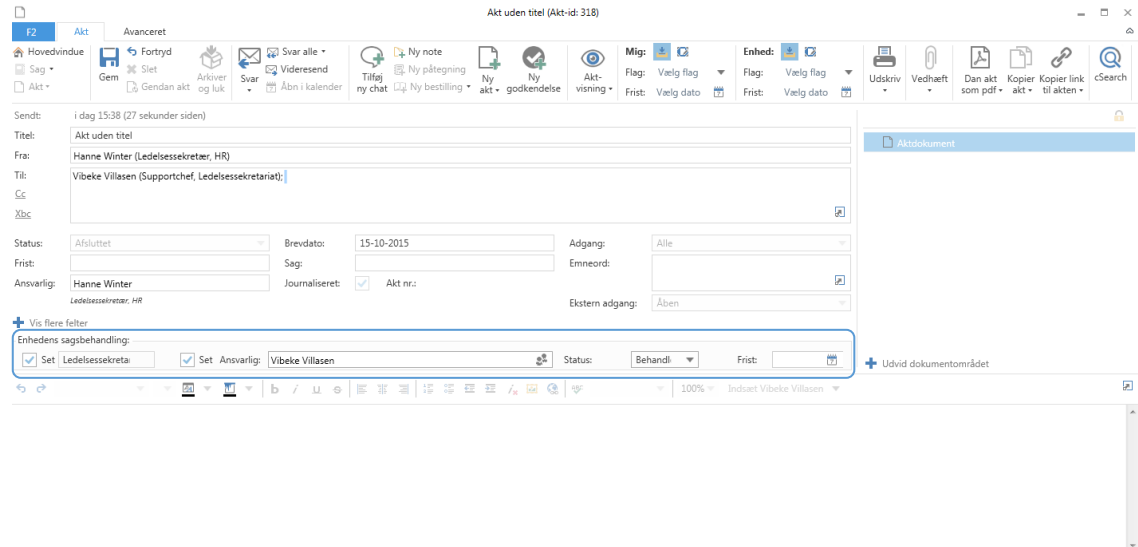 Akt uden titel (Akt-id: 318)
F2 Akt Avanceret
Hovedvindue Fortryd Svar alle Ny note Mig: Enhed:
Sag Slet Videresend Ny påtegning Flag: Vælg flag Flag: Vælg flag
Akt Gem Gendan akt Arkiver og luk Svar Åbn i kalender Tilføj ny chat Ny bestilling Ny akt Ny godkendelse Akt-visning Frist: Vælg dato Frist: Vælg dato Udskriv Vedhæft Dan akt som pdf Kopier akt Kopier link til akten cSearch
Sendt: i dag 15:38 (27 sekunder siden)
Titel: Akt uden titel
Aktdokument
Fra: Hanne Winter (Ledelsessekretær, HR)
Til: Vibeke Villasen (Supportchef, Ledelsessekretariat);
Cc
Xbc
Status: Afsluttet Brevdato: 15-10-2015 Adgang: Alle
Frist: Sag: Emneord:
Ansvarlig: Hanne Winter Journaliseret: Akt nr.:
Ledelsessekretær, HR
Ekstern adgang: Åben
Vis flere felter
Enhedens sagsbehandling:
Set Ledelsessekreta Set Ansvarlig: Vibeke Villasen Status: Behandl Frist:
Udvid dokumentområdet
b i u ABC 100% Indsæt Vibeke Villasen